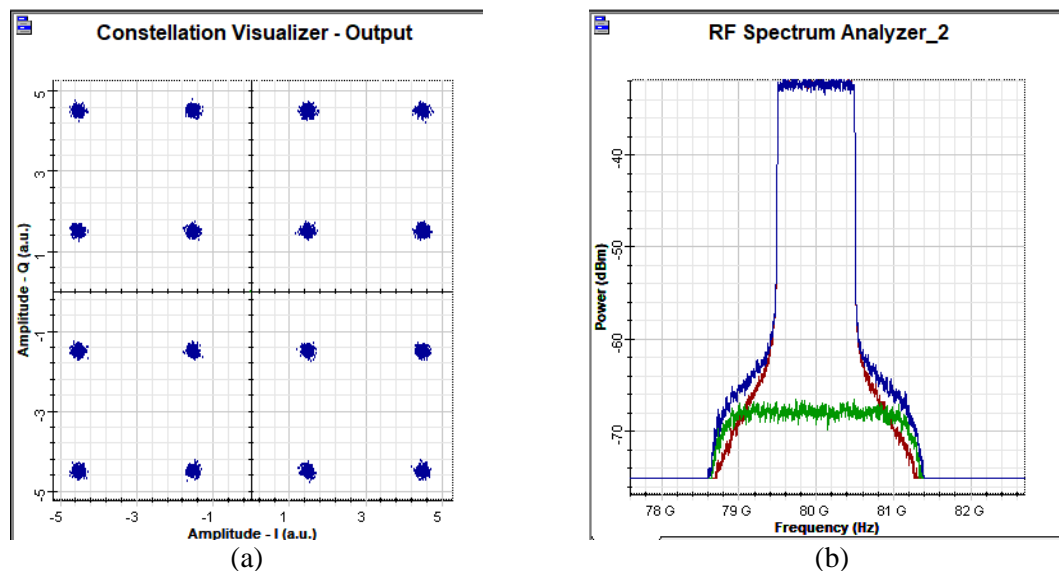 Constellation Visualizer - Output
Amplitude - Q (a.u.)
5
3
1
-1
-3
-5
-5
-3
-1
1
3
5
Amplitude - I (a.u.)
(a)
RF Spectrum Analyzer_2
Power (dBm)
-40
-50
-60
-70
78 G
79 G
80 G
81 G
82 G
Frequency (Hz)
(b)